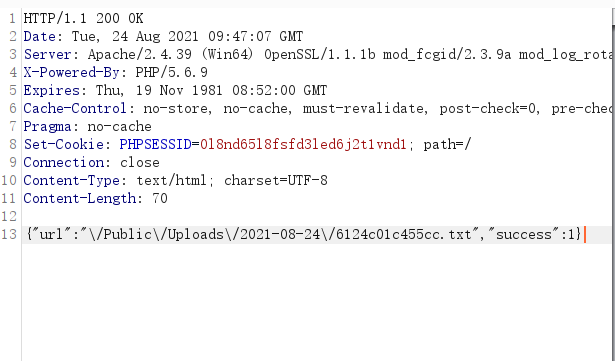 1 HTTP/1.1 200 OK
2 Date: Tue, 24 Aug 2021 09:47:07 GMT
3 Server: Apache/2.4.39 (Win64) OpenSSL/1.1.1b mod_fcgid/2.3.9a mod_log_rota
4 X-Powered-By: PHP/5.6.9
5 Expires: Thu, 19 Nov 1981 08:52:00 GMT
6 Cache-Control: no-store, no-cache, must-revalidate, post-check=0, pre-chec
7 Pragma: no-cache
8 Set-Cookie: PHPSESSID=0l8nd65l8fsfd3led6j2t1vnd1; path=/
9 Connection: close
10 Content-Type: text/html; charset=UTF-8
11 Content-Length: 70
12
13 {"url":"\/Public\/Uploads\/2021-08-24\/6124c01c455cc.txt","success":1}